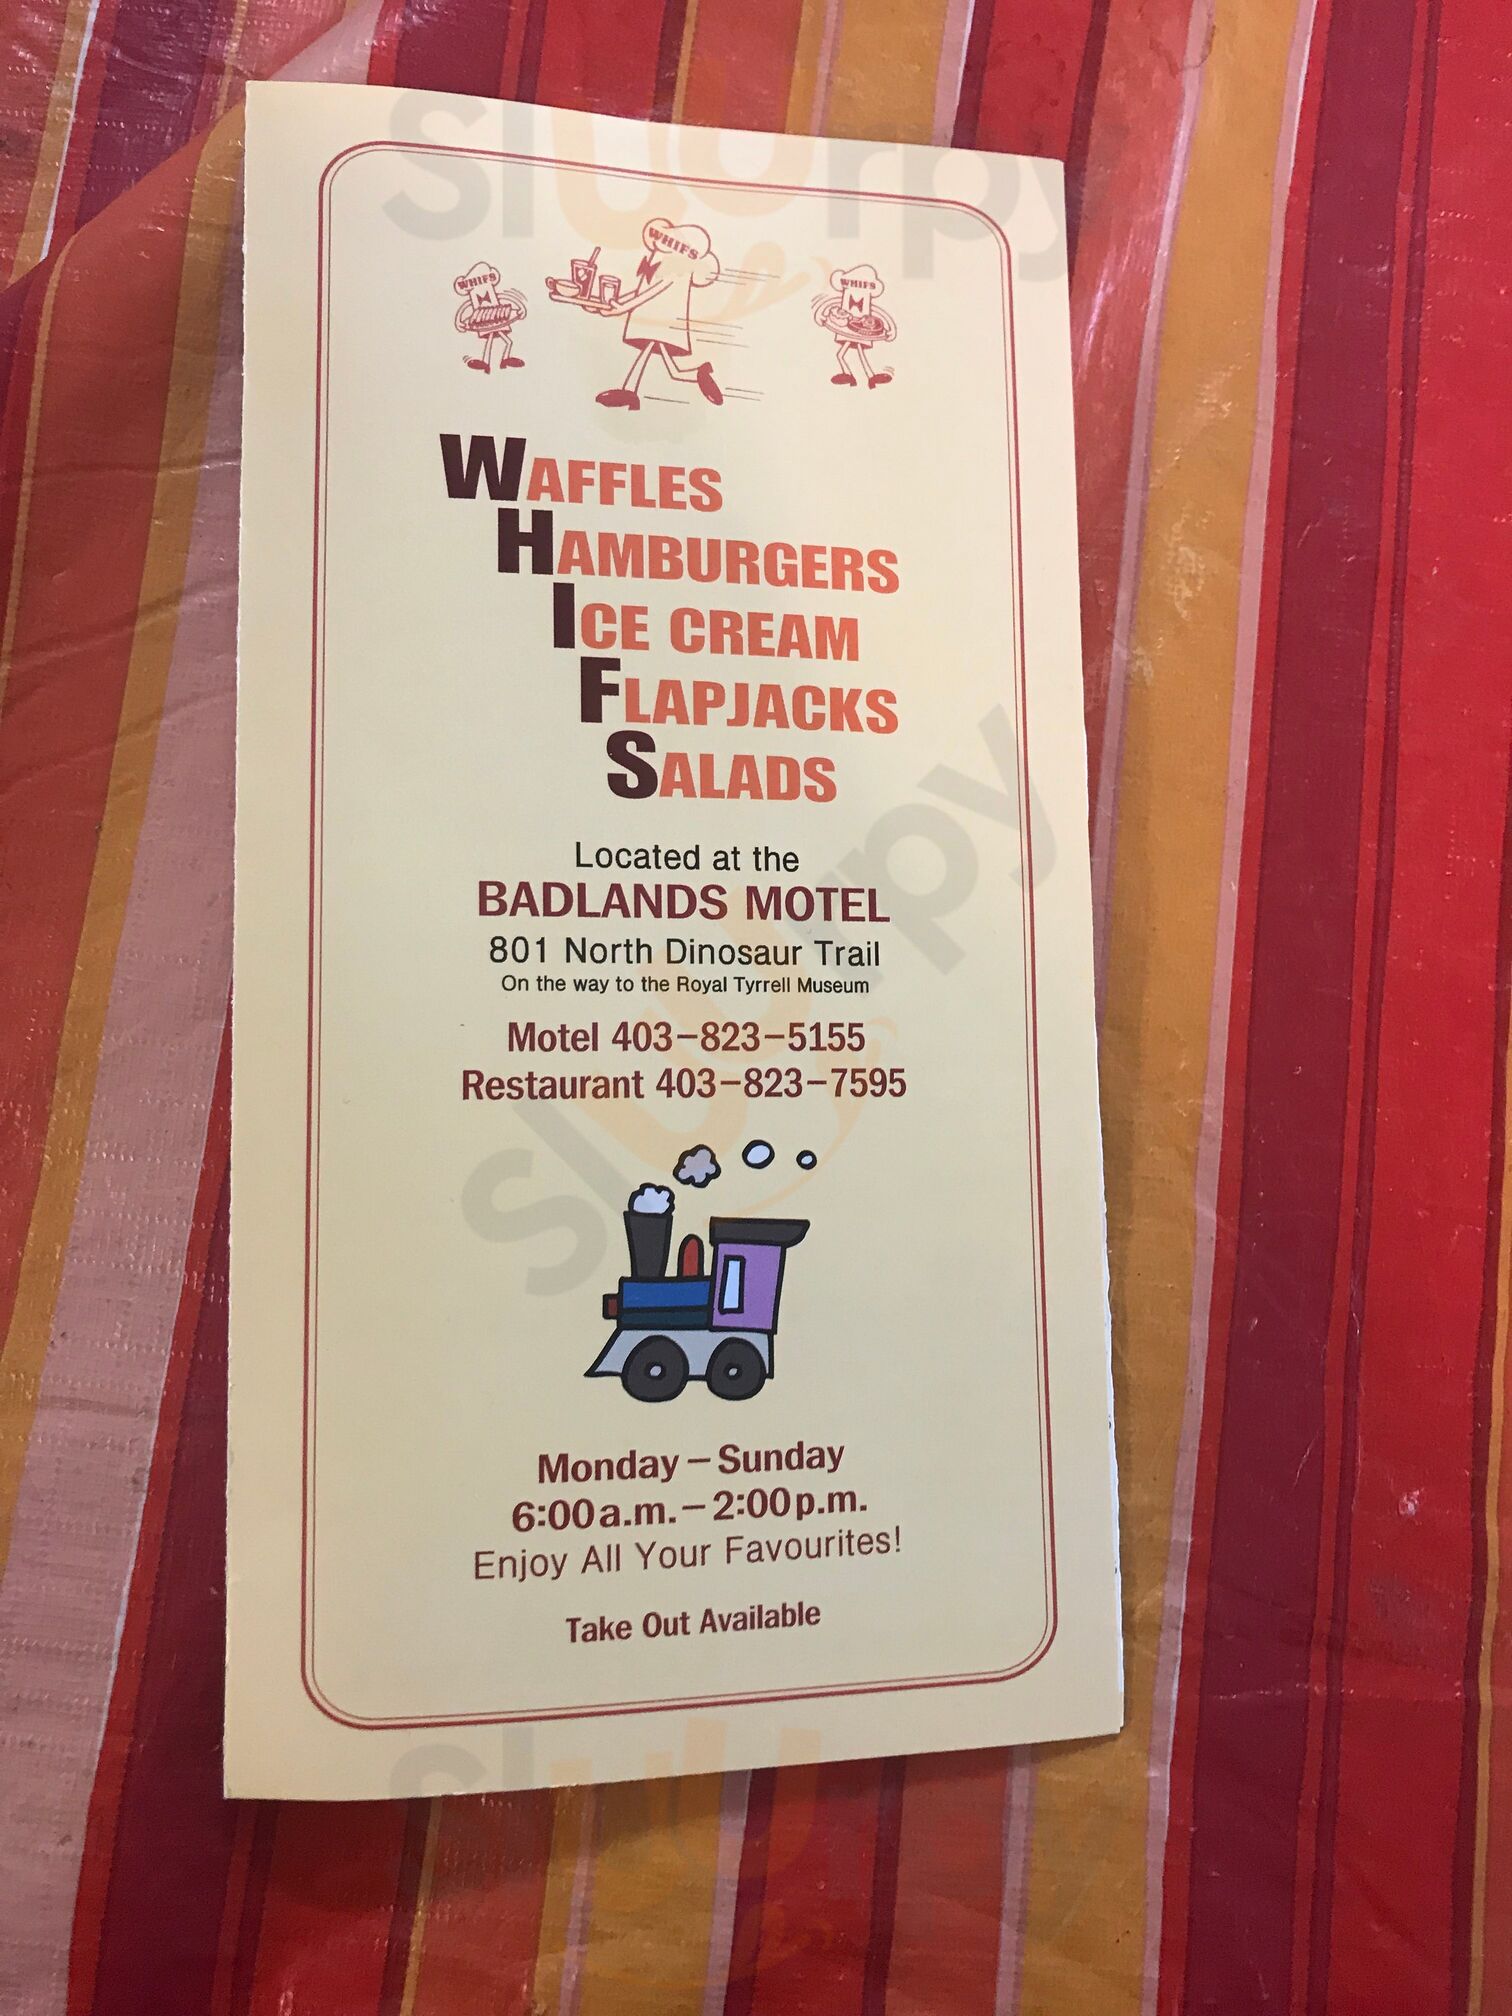 slurpy
WHIFS
WHIFS
WHIFS
WAFFLES
HAMBURGERS
ICE CREAM
FLAPJACKS
SALADS
Located at the
BADLANDS MOTEL
801 North Dinosaur Trail
On the way to the Royal Tyrrell Museum
Motel 403-823-5155
Restaurant 403-823-7595
slurpy
Monday - Sunday
6:00a.m. - 2:00p.m.
Enjoy All Your Favourites!
Take Out Available
slurpy